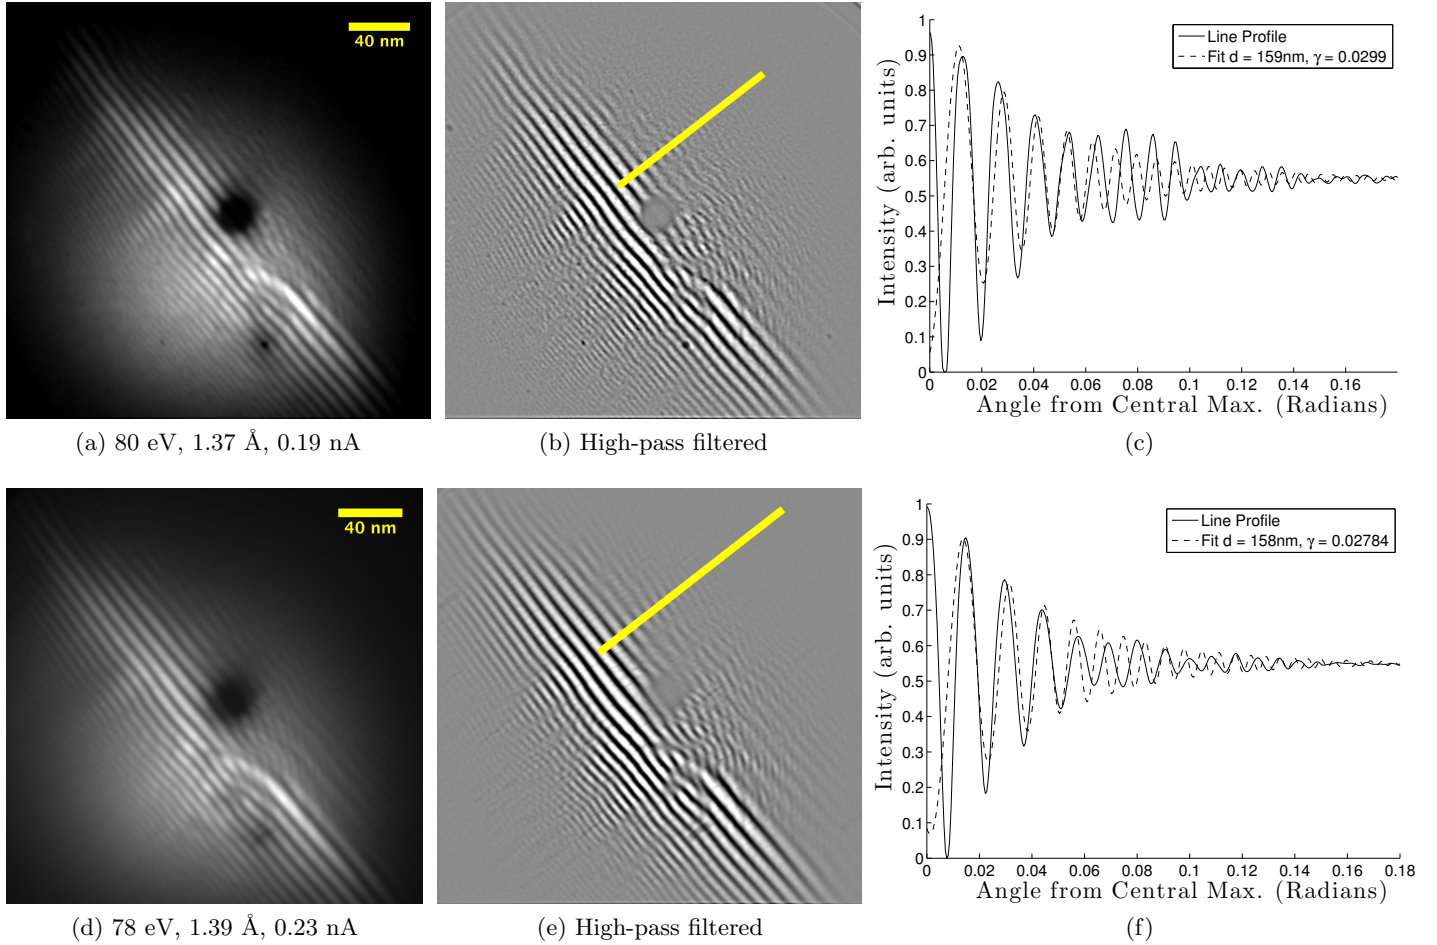 40 nm
(a) 80 eV, 1.37 Å, 0.19 nA
(b) High-pass filtered
Line Profile
Fit d = 159nm, γ = 0.0299
Intensity (arb. units)
1
0.9
0.8
0.7
0.6
0.5
0.4
0.3
0.2
0.1
0
0 0.02 0.04 0.06 0.08 0.1 0.12 0.14 0.16
Angle from Central Max. (Radians)
(c)
40 nm
(d) 78 eV, 1.39 Å, 0.23 nA
(e) High-pass filtered
Line Profile
Fit d = 158nm, γ = 0.02784
Intensity (arb. units)
1
0.9
0.8
0.7
0.6
0.5
0.4
0.3
0.2
0.1
0
0 0.02 0.04 0.06 0.08 0.1 0.12 0.14 0.16 0.18
Angle from Central Max. (Radians)
(f)